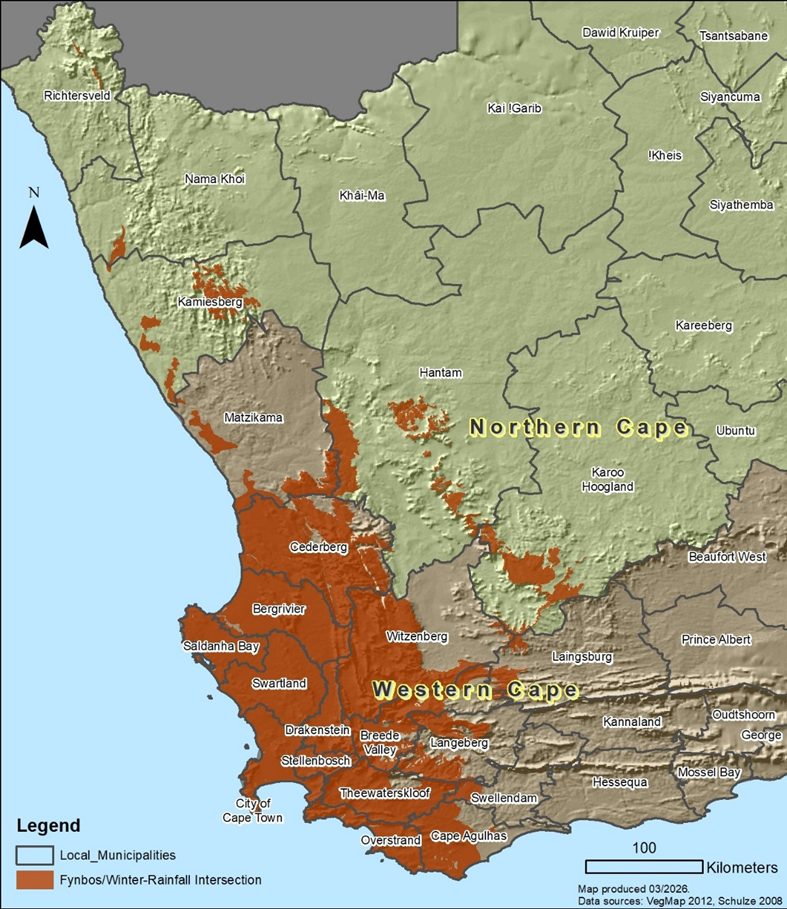 Dawid Kruiper
Tsantsabane
Richtersveld
Siyancuma
Kai !Garib
!Kheis
Nama Khoi
N
Khâi-Ma
Siyathemba
Kamiesberg
Kareeberg
Hantam
Matzikama
Northern Cape
Ubuntu
Karoo
Hoogland
Cederberg
Beaufort West
Bergrivier
Witzenberg
Prince Albert
Saldanha Bay
Laingsburg
Swartland
Western Cape
Oudtshoorn
Kannaland
Drakenstein
Breede
Valley
George
Langeberg
Stellenbosch
Mossel Bay
Hessequa
Theewaterskloof
Swellendam
City of
Cape Town
Overstrand
Cape Agulhas
Legend
Local_Municipalities
Fynbos/Winter-Rainfall Intersection
100
Kilometers
Map produced 03/2026.
Data sources: VegMap 2012, Schulze 2008